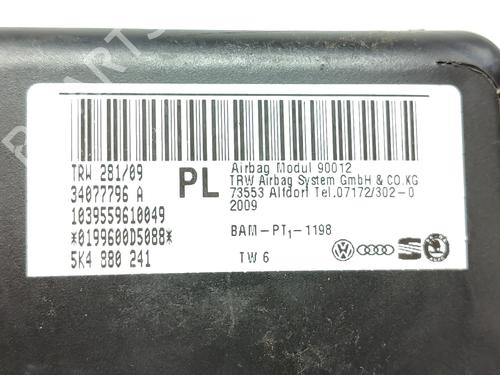 TRW 281/09
34077796 A
1039559610049
*0199600D5088*
5K4 880 241
PL
Airbag Modul 90012
TRW Airbag System GmbH & CO.KG
73553 Alfdorf Tel.07172/302-0
2009
BAM-PT1-1198
TW 6